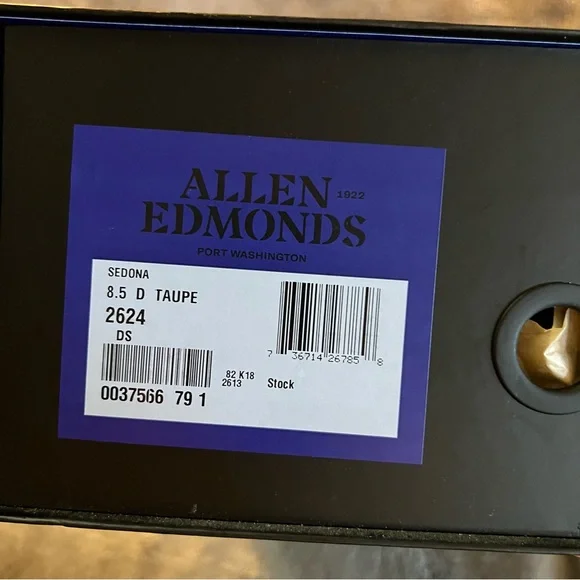 ALLEN 1922
EDMONDS
PORT WASHINGTON
SEDONA
8.5 D TAUPE
2624
DS
7 36714 26785 8
82 K18
2613 Stock
0037566 79 1